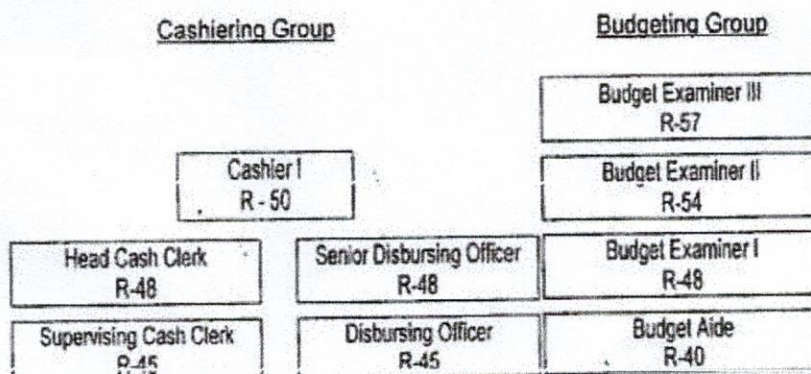 Cashiering Group
Budgeting Group
Budget Examiner III
R-57
Cashier I
R - 50
Budget Examiner II
R-54
Head Cash Clerk
R-48
Senior Disbursing Officer
R-48
Budget Examiner I
R-48
Supervising Cash Clerk
R-45
Disbursing Officer
R-45
Budget Aide
R-40